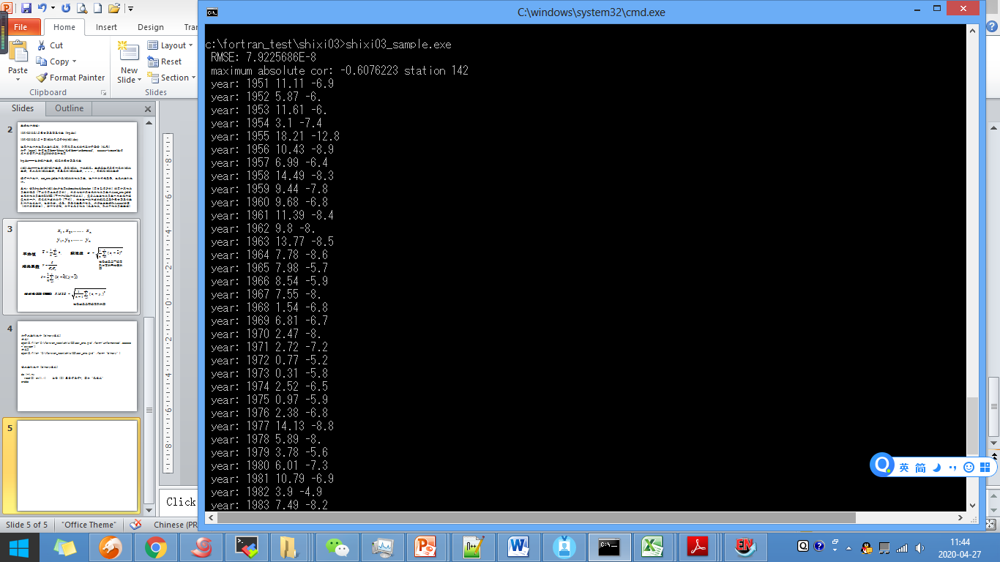 C:\windows\system32\cmd.exe
File
Home
Insert
Design
Paste
Cut
Copy
Format Painter
Clipboard
New
Slide
Layout
Reset
Section
Slides
Slides
Outline
2
3
4
5
c:\fortran_test\shixi03>shixi03_sample.exe
RMSE: 7.9225686E-8
maximum absolute cor: -0.6076223 station 142
year: 1951 11.11 -6.9
year: 1952 5.87 -6.
year: 1953 11.61 -6.
year: 1954 3.1 -7.4
year: 1955 18.21 -12.8
year: 1956 10.43 -8.9
year: 1957 6.99 -6.4
year: 1958 14.49 -8.3
year: 1959 9.44 -7.8
year: 1960 9.68 -6.8
year: 1961 11.39 -8.4
year: 1962 9.8 -8.
year: 1963 13.77 -8.5
year: 1964 7.78 -8.6
year: 1965 7.98 -5.7
year: 1966 8.54 -5.9
year: 1967 7.55 -8.
year: 1968 1.54 -6.8
year: 1969 6.81 -6.7
year: 1970 2.47 -8.
year: 1971 2.72 -7.2
year: 1972 0.77 -5.2
year: 1973 0.31 -5.8
year: 1974 2.52 -6.5
year: 1975 0.97 -5.9
year: 1976 2.38 -6.8
year: 1977 14.13 -8.8
year: 1978 5.89 -8.
year: 1979 3.78 -5.6
year: 1980 6.01 -7.3
year: 1981 10.79 -6.9
year: 1982 3.9 -4.9
year: 1983 7.49 -8.2
英 简
Click
Slide 5 of 5
"Office Theme"
Chinese (PR
11:44
2020-04-27